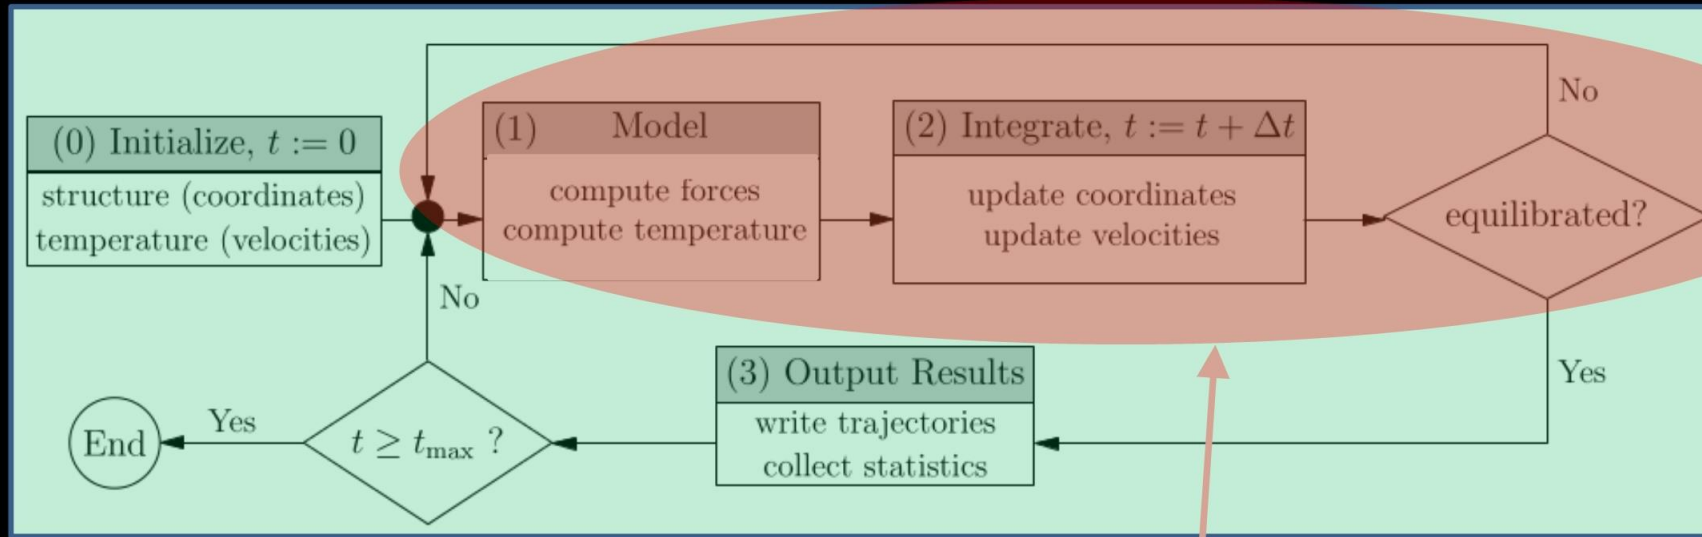 (0) Initialize, t := 0
structure (coordinates)
temperature (velocities)
(1) Model
compute forces
compute temperature
(2) Integrate, t := t + Δt
update coordinates
update velocities
equilibrated?
No
Yes
(3) Output Results
write trajectories
collect statistics
t ≥ t_max ?
No
Yes
End